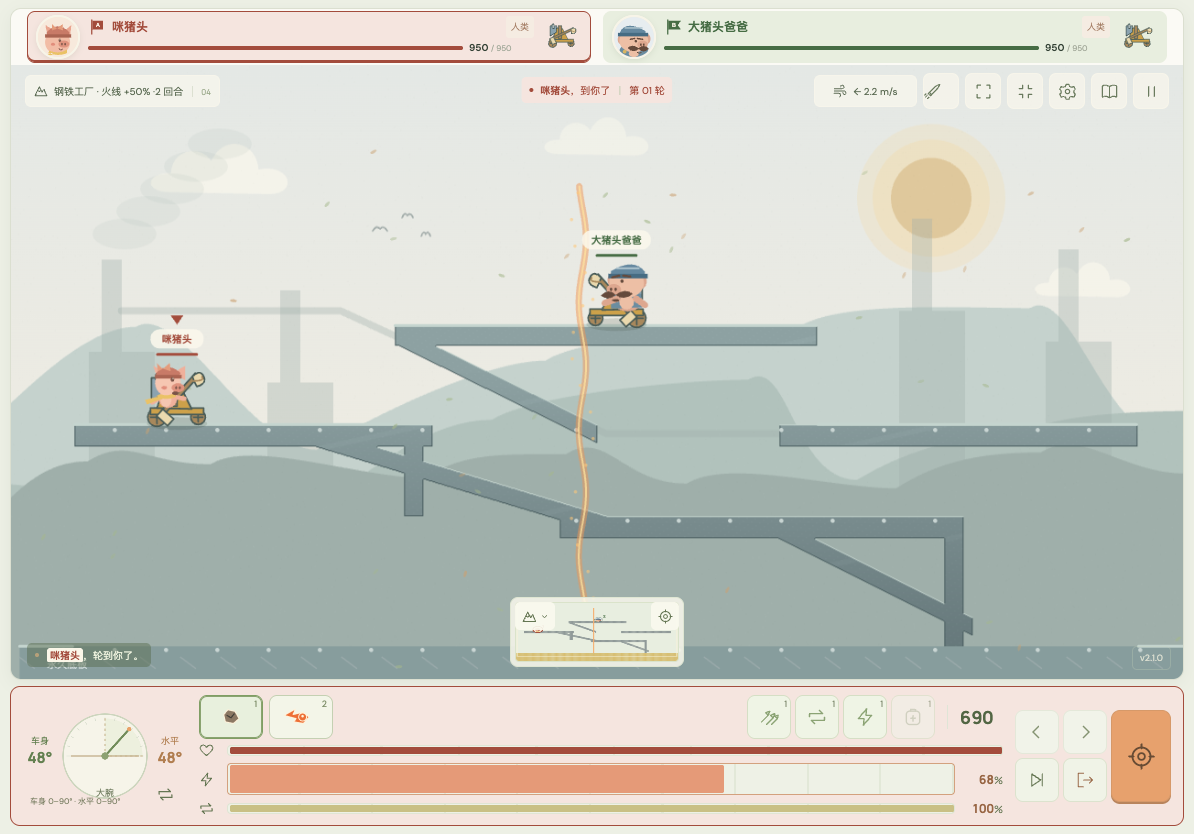 咪猪头
人类
950 / 950
大猪头爸爸
人类
950 / 950
钢铁工厂 · 火线 +50% ·2 回合
04
咪猪头，到你了
第 01 轮
← 2.2 m/s
大猪头爸爸
咪猪头
咪猪头，轮到你了。
v2.1.0
车身
48°
水平
48°
大腕
车身 0–90° · 水平 0–90°
1
2
1
1
1
1
690
68%
100%